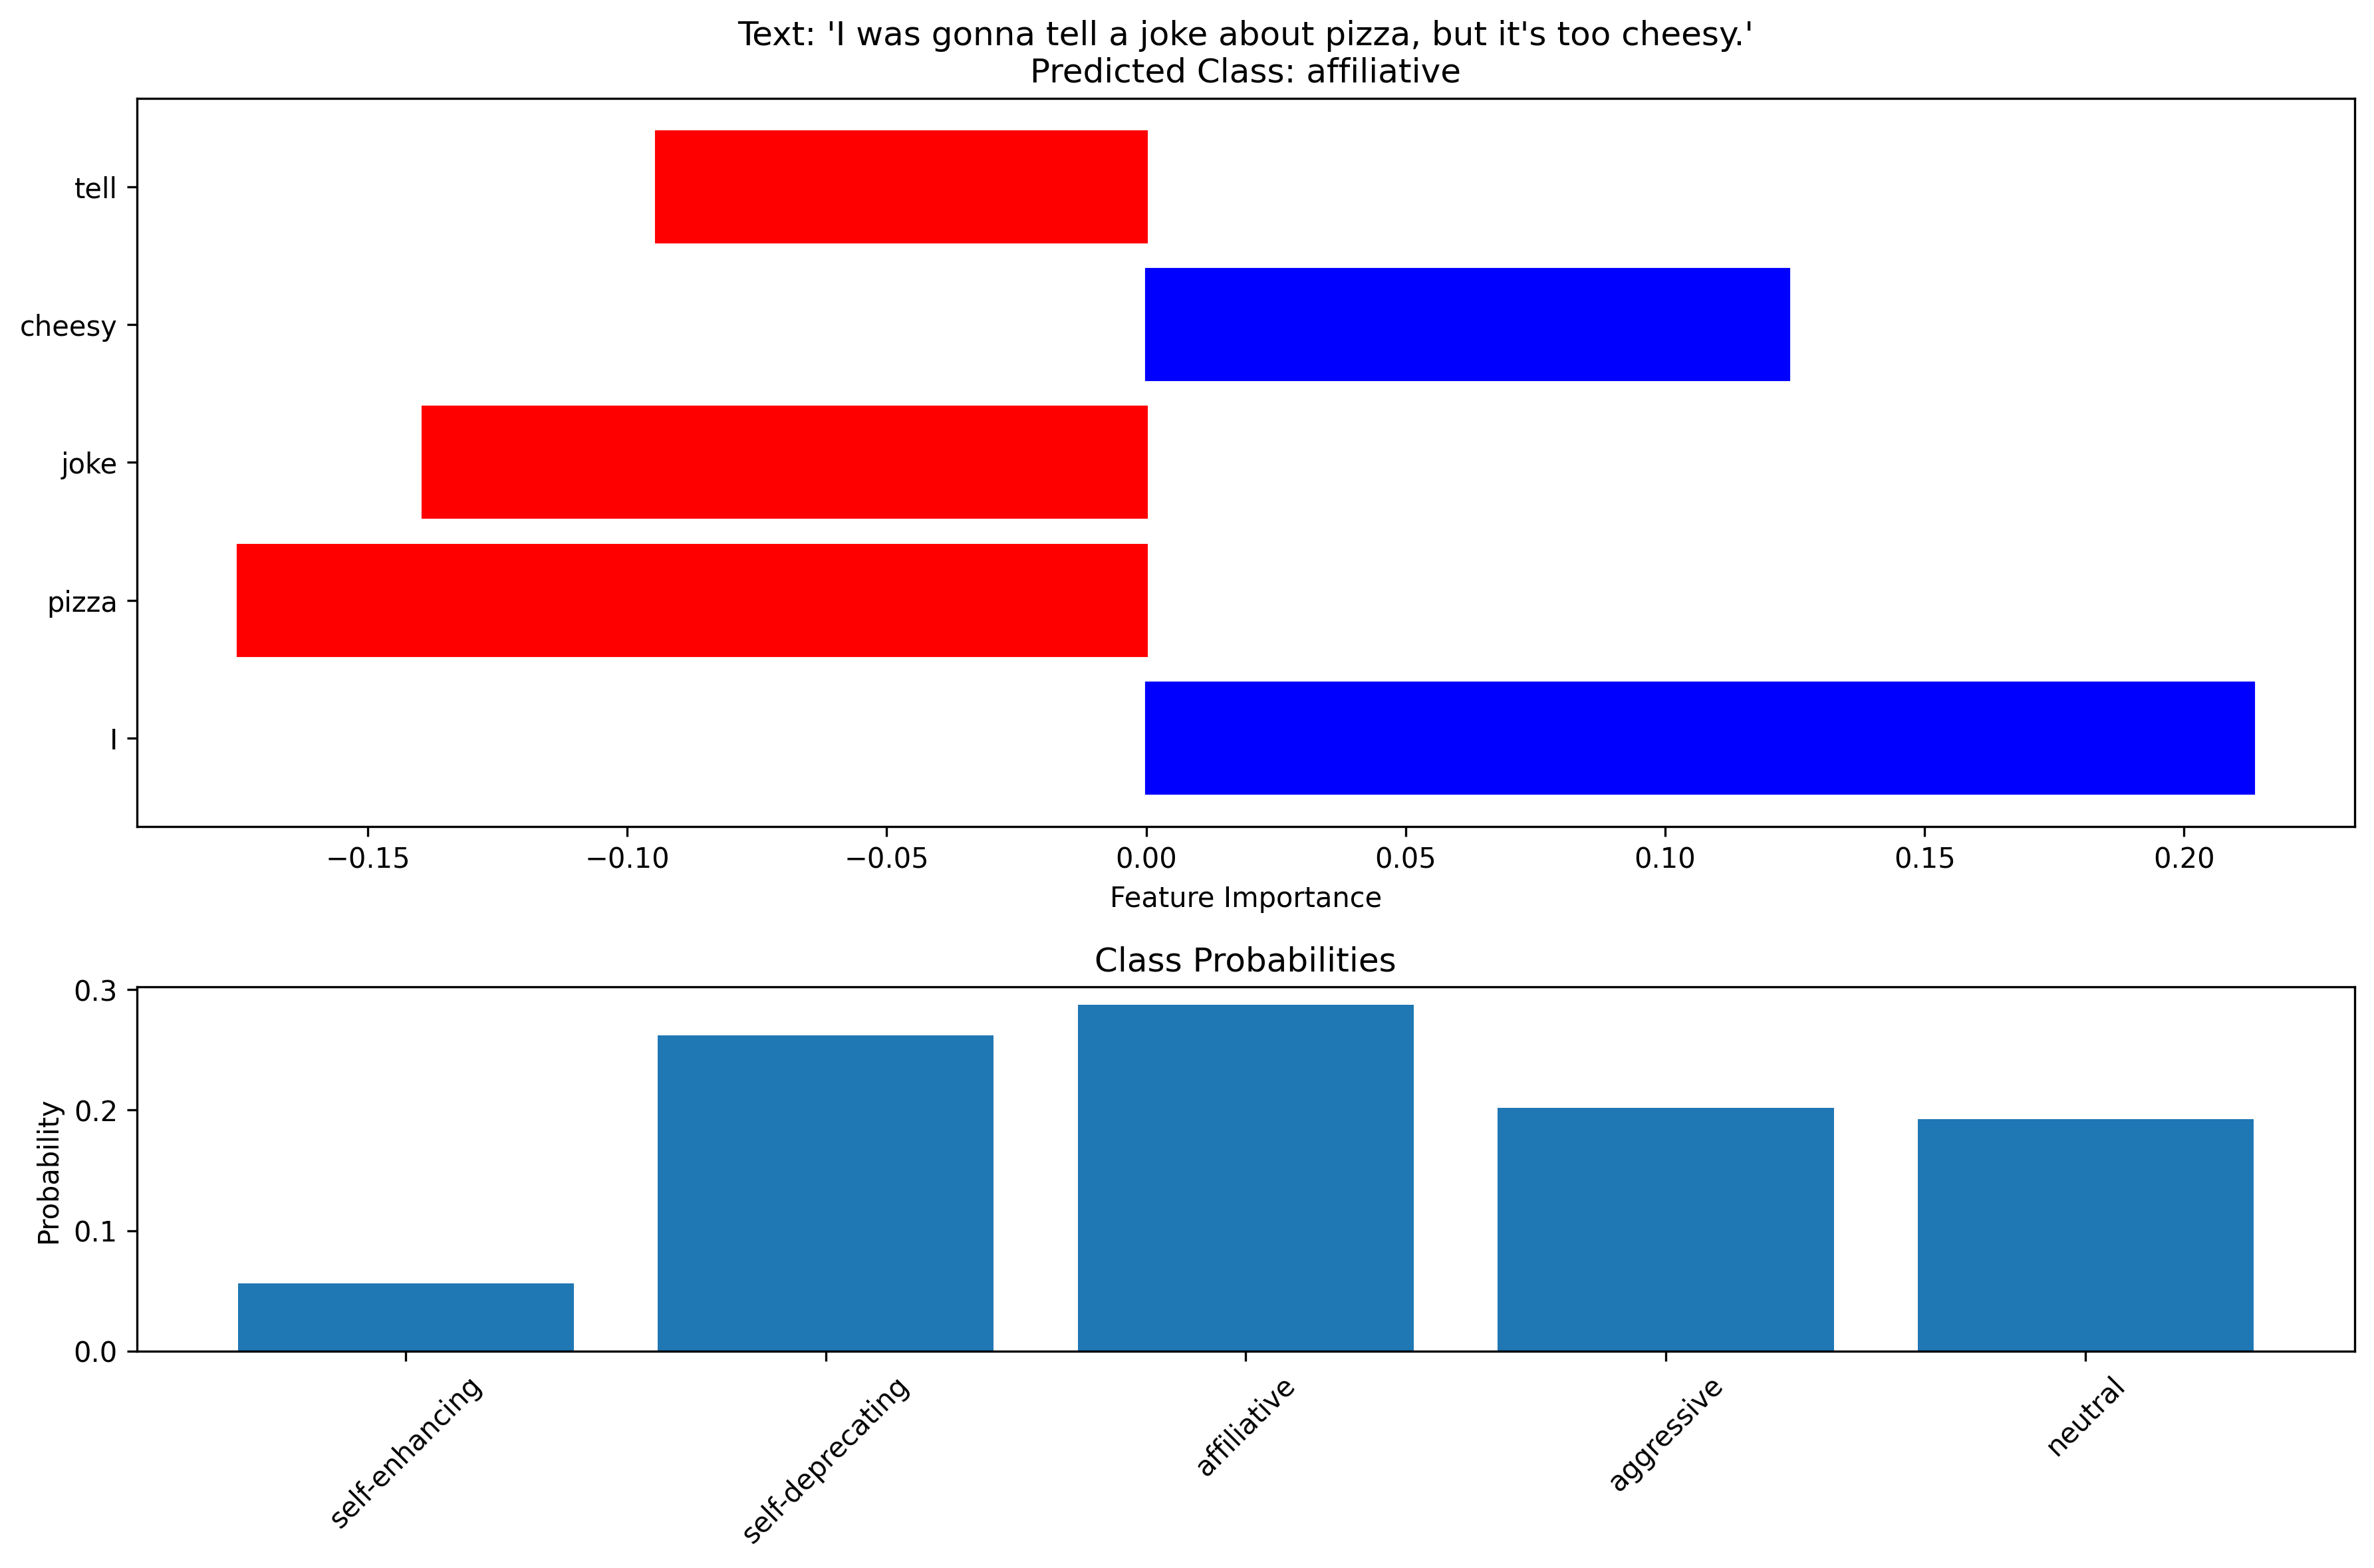 Text: 'I was gonna tell a joke about pizza, but it's too cheesy.'
Predicted Class: affiliative
tell
cheesy
joke
pizza
I
−0.15 −0.10 −0.05 0.00 0.05 0.10 0.15 0.20
Feature Importance
Class Probabilities
0.3
0.2
0.1
0.0
Probability
self-enhancing self-deprecating affiliative aggressive neutral